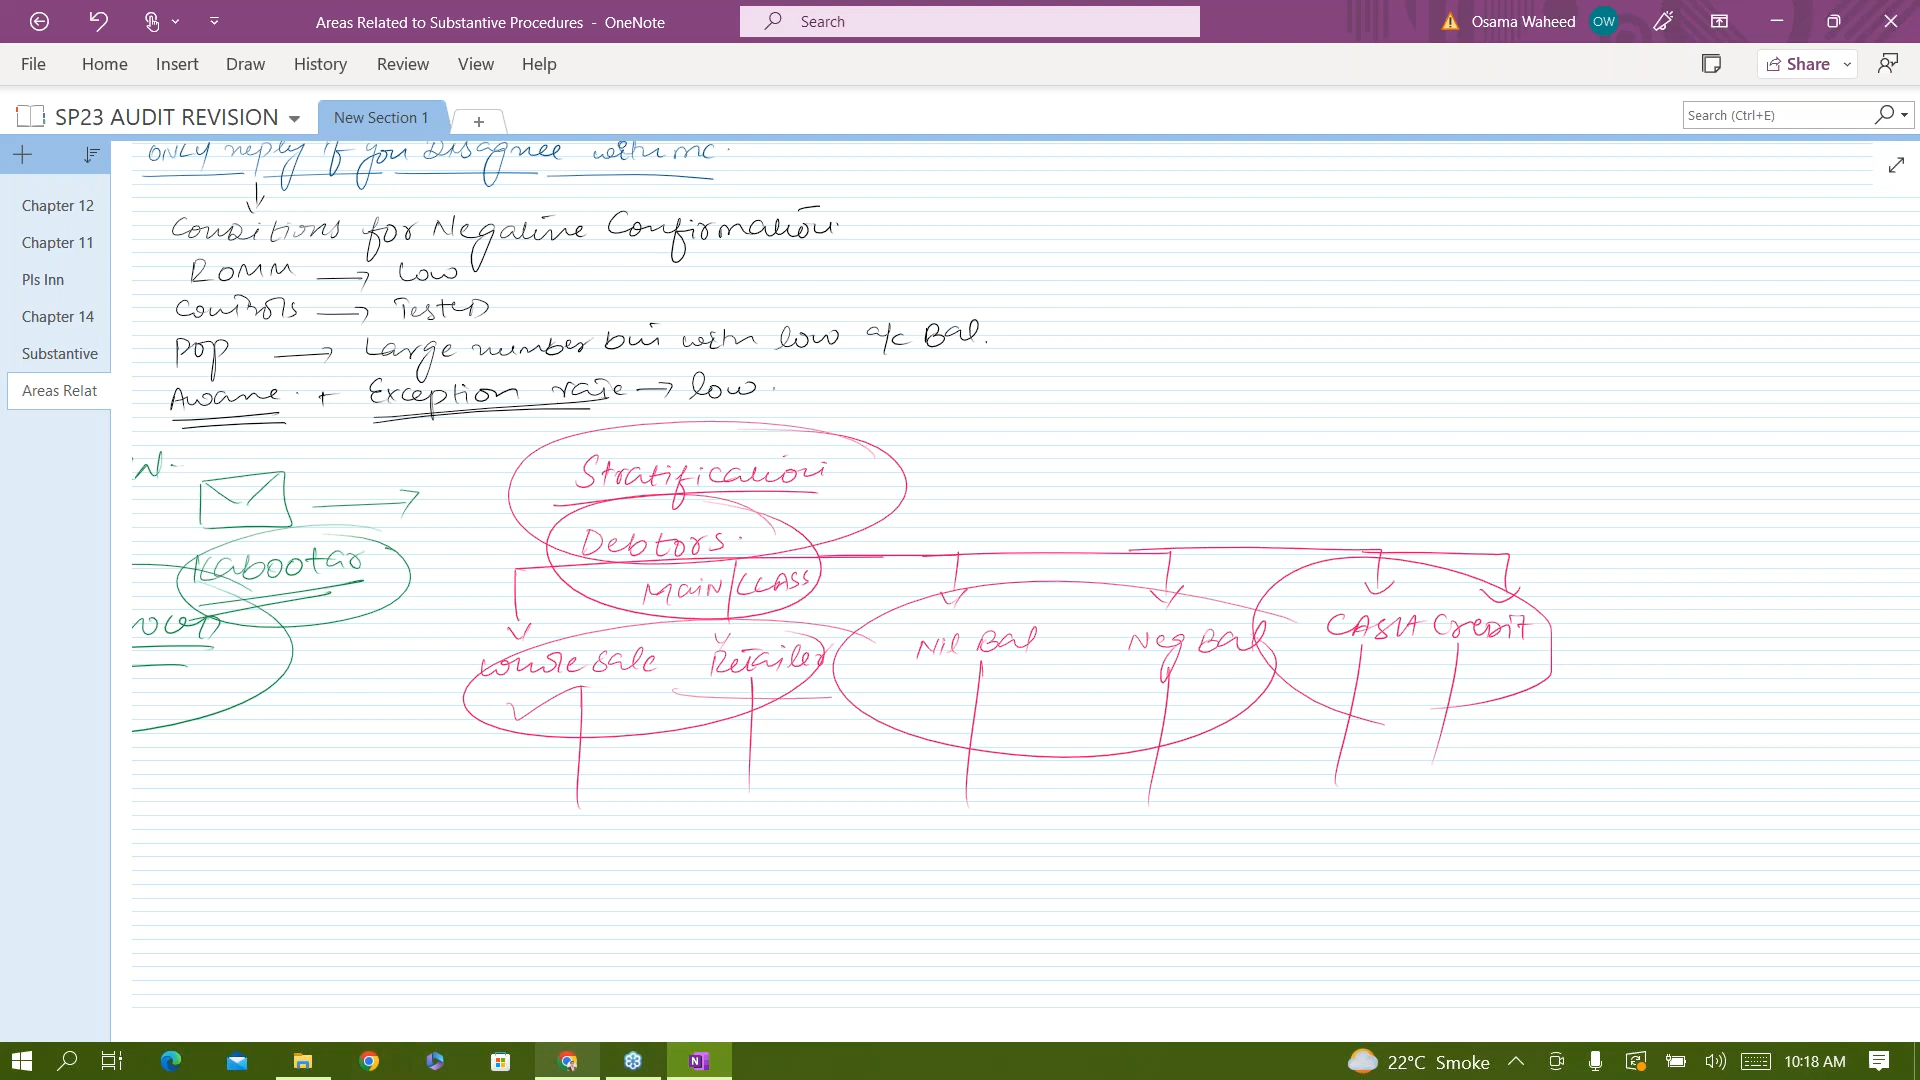 Areas Related to Substantive Procedures - OneNote
Search
Osama Waheed
OW
File Home Insert Draw History Review View Help
Share
SP23 AUDIT REVISION
New Section 1
Search (Ctrl+E)
Chapter 12
Chapter 11
Pls Inn
Chapter 14
Substantive
Areas Relat
ONLY reply if you Disagnee with me.
Conditions for Negative Confirmation.
ROMM → Low
Controls → Tested
Pop → Large number but with low a/c Bal.
Aware + Exception rate → low.
Stratification
Debtors.
Kabootar
Main/CLASS
CASH Credit
Nil Bal Neg Bal
Whole Sale Retailer
22°C Smoke
10:18 AM